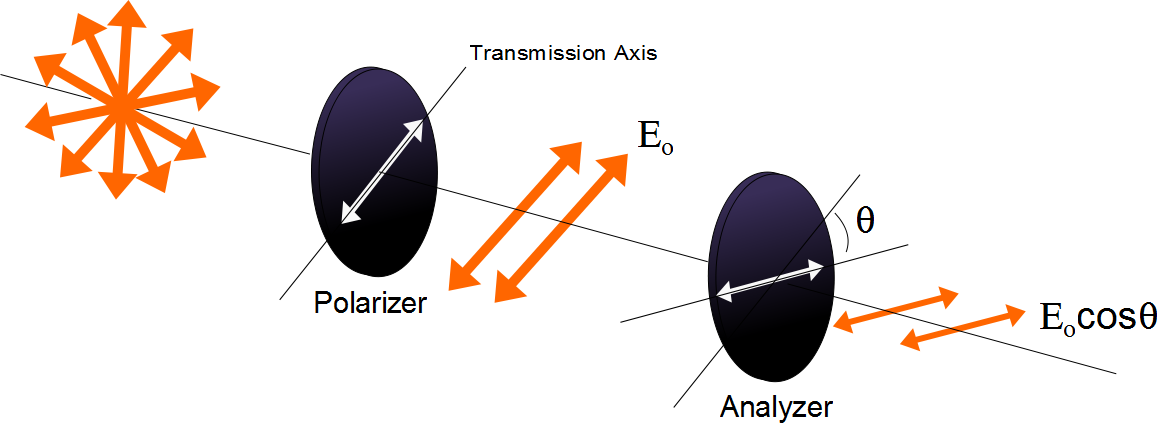 Transmission Axis
Eo
θ
Polarizer
Eocosθ
Analyzer